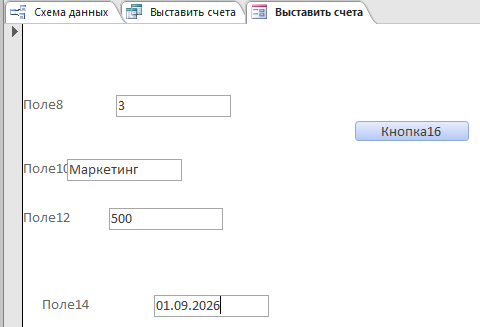 Схема данных Выставить счета Выставить счета
Поле8 3
Кнопка16
Поле10 Маркетинг
Поле12 500
Поле14 01.09.2026